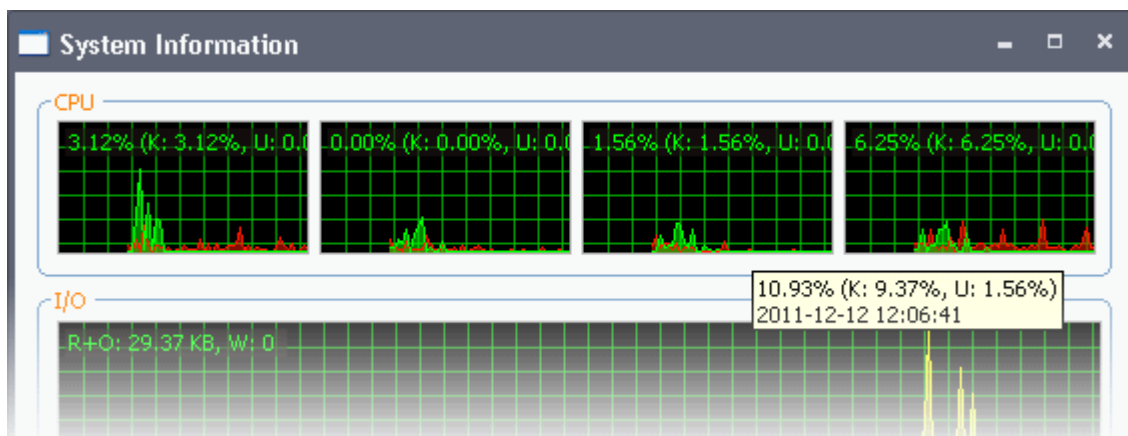 System Information
CPU
3.12% (K: 3.12%, U: 0.0
0.00% (K: 0.00%, U: 0.0
1.56% (K: 1.56%, U: 0.0
6.25% (K: 6.25%, U: 0.0
10.93% (K: 9.37%, U: 1.56%)
2011-12-12 12:06:41
I/O
R+O: 29.37 KB, W: 0